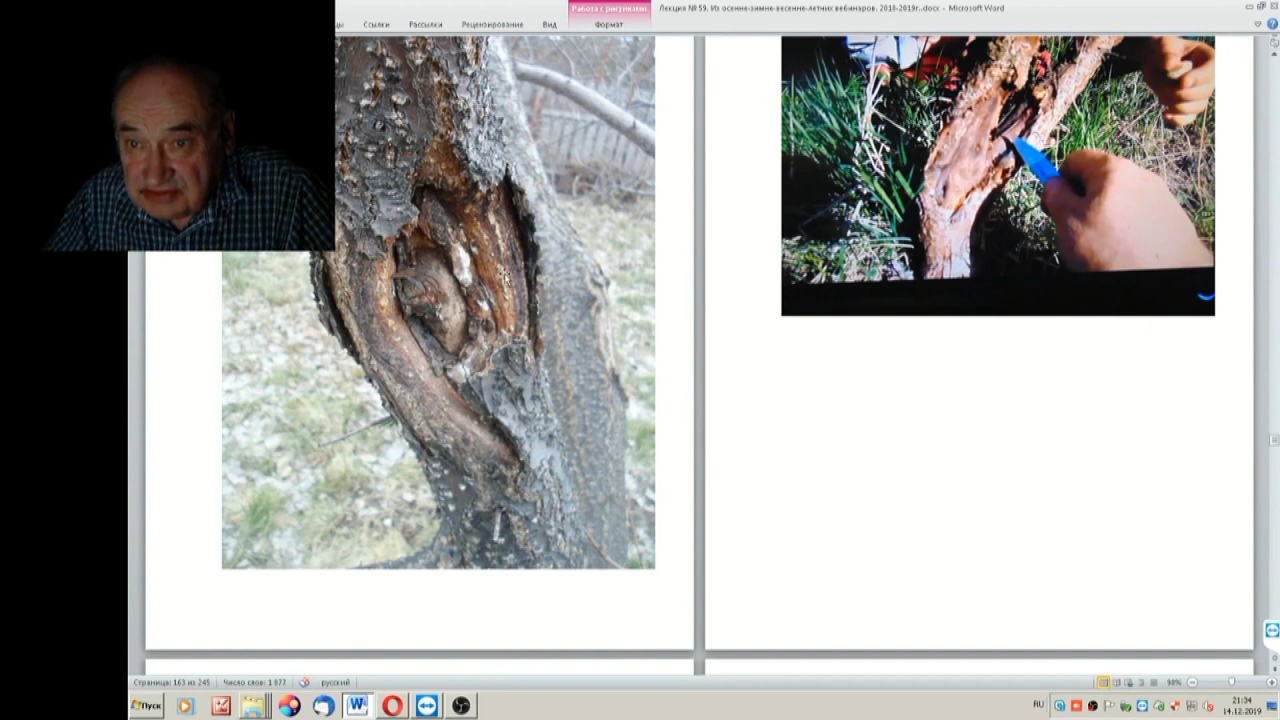 Работа с рисунками
Лекция № 59. Из осенне-зимне-весенне-летних вебинаров. 2018-2019г..docx - Microsoft Word
Ссылки Рассылки Рецензирование Вид Формат
Страница: 163 из 245 Число слов: 1 877 русский 98%
Пуск RU 21:34
14.12.2019